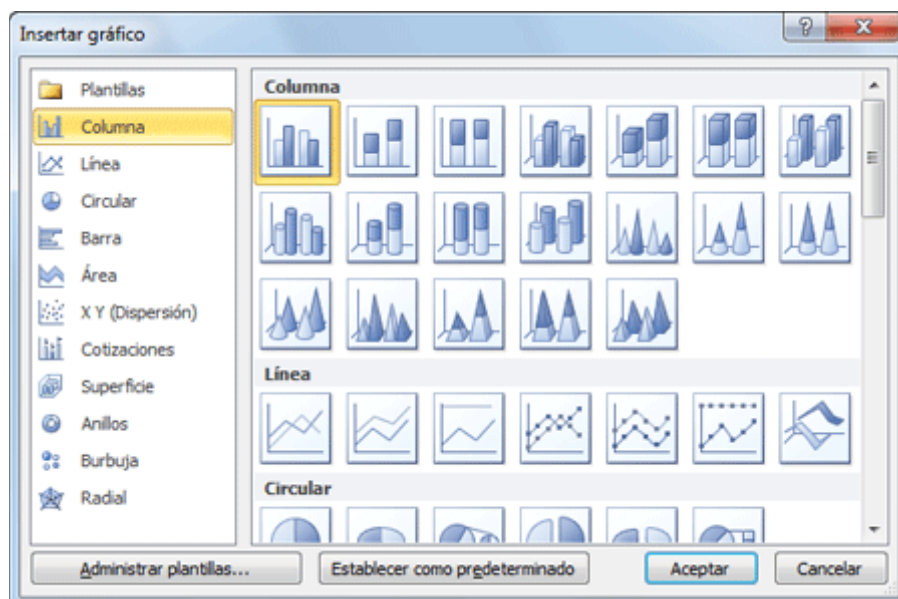 Insertar gráfico
Plantillas
Columna
Línea
Circular
Barra
Área
X Y (Dispersión)
Cotizaciones
Superficie
Anillos
Burbuja
Radial
Columna
Línea
Circular
Administrar plantillas...
Establecer como predeterminado
Aceptar
Cancelar